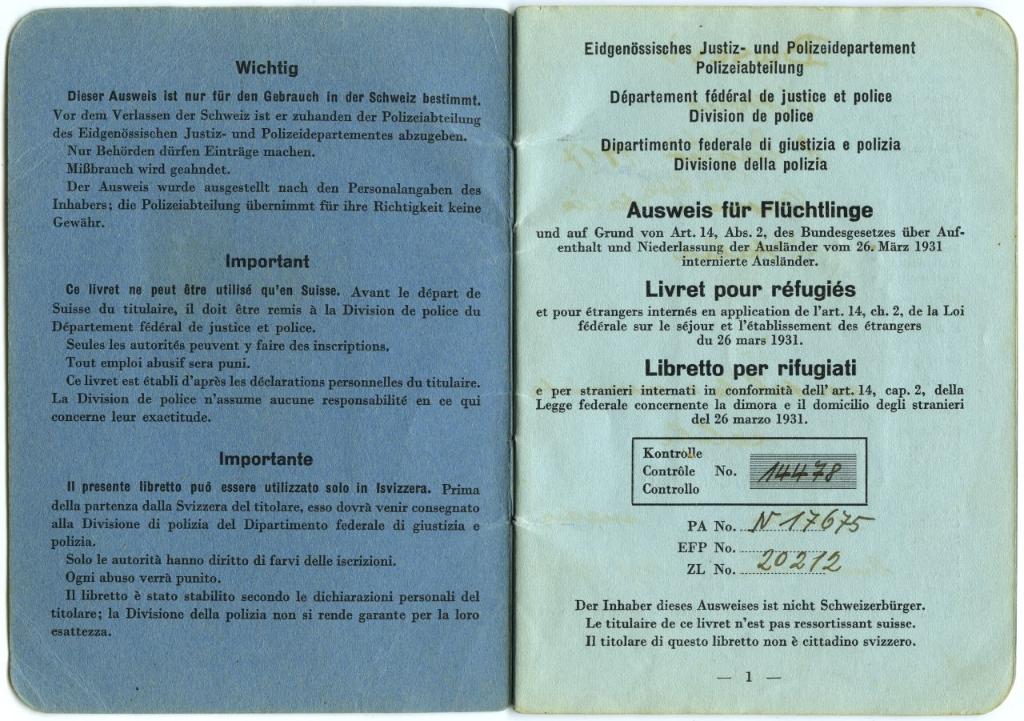 Wichtig
Dieser Ausweis ist nur für den Gebrauch in der Schweiz bestimmt.
Vor dem Verlassen der Schweiz ist er zuhanden der Polizeiabteilung
des Eidgenössischen Justiz- und Polizeidepartementes abzugeben.
Nur Behörden dürfen Einträge machen.
Mißbrauch wird geahndet.
Der Ausweis wurde ausgestellt nach den Personalangaben des
Inhabers; die Polizeiabteilung übernimmt für ihre Richtigkeit keine
Gewähr.
Important
Ce livret ne peut être utilisé qu'en Suisse. Avant le départ de
Suisse du titulaire, il doit être remis à la Division de police du
Département fédéral de justice et police.
Seules les autorités peuvent y faire des inscriptions.
Tout emploi abusif sera puni.
Ce livret est établi d'après les déclarations personnelles du titulaire.
La Division de police n'assume aucune responsabilité en ce qui
concerne leur exactitude.
Importante
Il presente libretto puó essere utilizzato solo in Isvizzera. Prima
della partenza dalla Svizzera del titolare, esso dovrà venir consegnato
alla Divisione di polizia del Dipartimento federale di giustizia e
polizia.
Solo le autorità hanno diritto di farvi delle iscrizioni.
Ogni abuso verrà punito.
Il libretto è stato stabilito secondo le dichiarazioni personali del
titolare; la Divisione della polizia non si rende garante per la loro
esattezza.
Eidgenössisches Justiz- und Polizeidepartement
Polizeiabteilung
Département fédéral de justice et police
Division de police
Dipartimento federale di giustizia e polizia
Divisione della polizia
Ausweis für Flüchtlinge
und auf Grund von Art. 14, Abs. 2, des Bundesgesetzes über Auf-
enthalt und Niederlassung der Ausländer vom 26. März 1931
internierte Ausländer.
Livret pour réfugiés
et pour étrangers internés en application de l'art. 14, ch. 2, de la Loi
fédérale sur le séjour et l'établissement des étrangers
du 26 mars 1931.
Libretto per rifugiati
e per stranieri internati in conformità dell'art. 14, cap. 2, della
Legge federale concernente la dimora e il domicilio degli stranieri
del 26 marzo 1931.
Kontrolle
Contrôle No. 14478
Controllo
PA No. N 17675
EFP No.
ZL No. 20212
Der Inhaber dieses Ausweises ist nicht Schweizerbürger.
Le titulaire de ce livret n'est pas ressortissant suisse.
Il titolare di questo libretto non è cittadino svizzero.
— 1 —